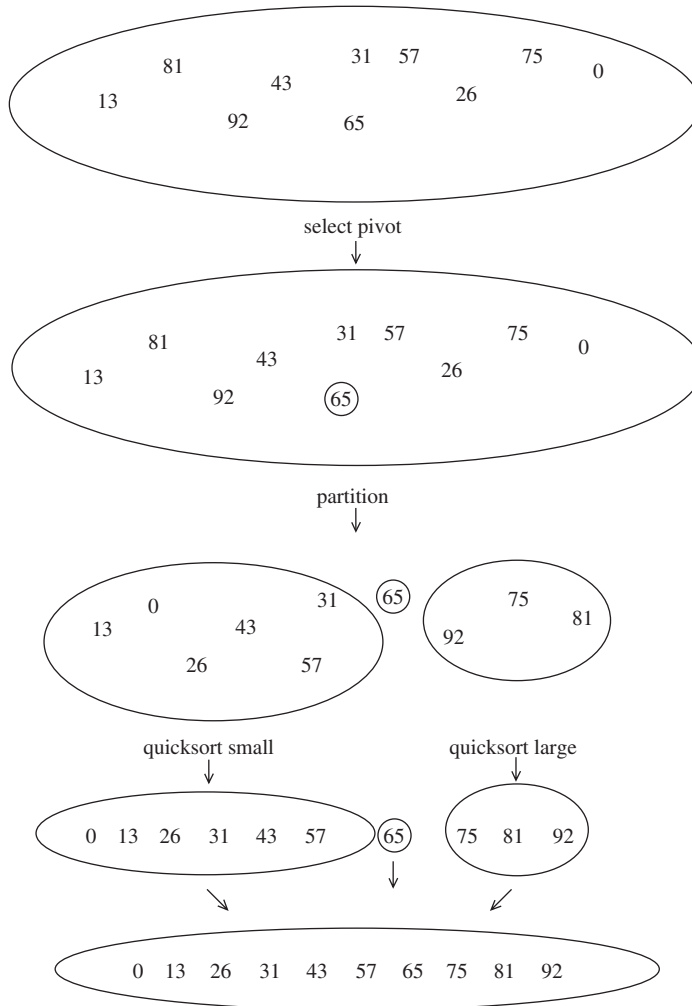 31 57 75
81 0
43 26
13
92 65
select pivot
31 57 75
81 0
43 26
13
92 65
partition
0 31 65 75
13 43 81
92
26 57
quicksort small quicksort large
0 13 26 31 43 57 65 75 81 92
0 13 26 31 43 57 65 75 81 92